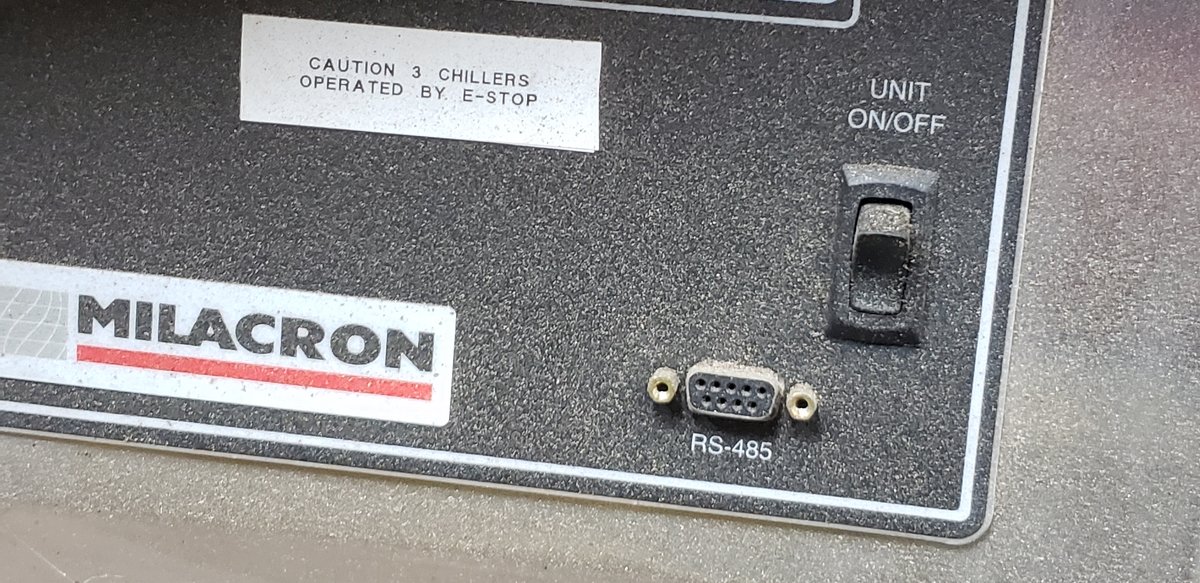 CAUTION 3 CHILLERS
OPERATED BY E-STOP
UNIT
ON/OFF
MILACRON
RS-485